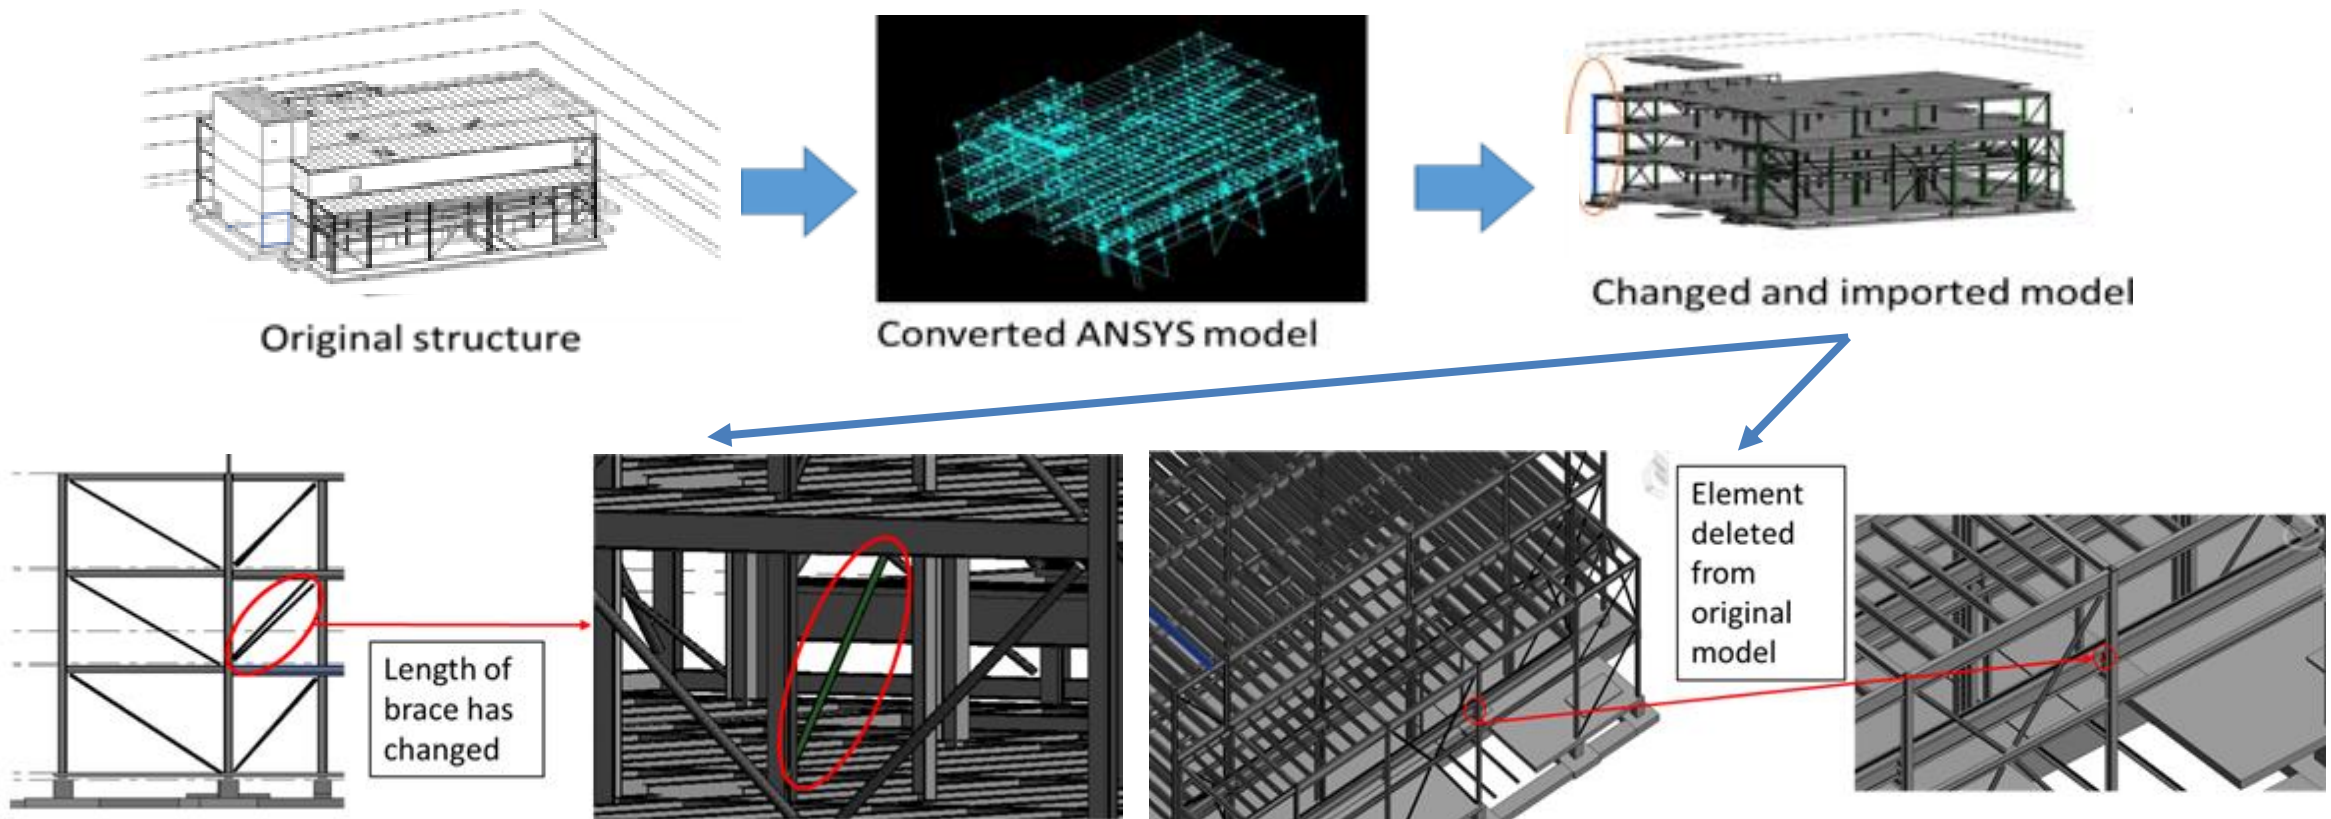 Original structure
Converted ANSYS model
Changed and imported model
Length of
brace has
changed
Element
deleted
from
original
model